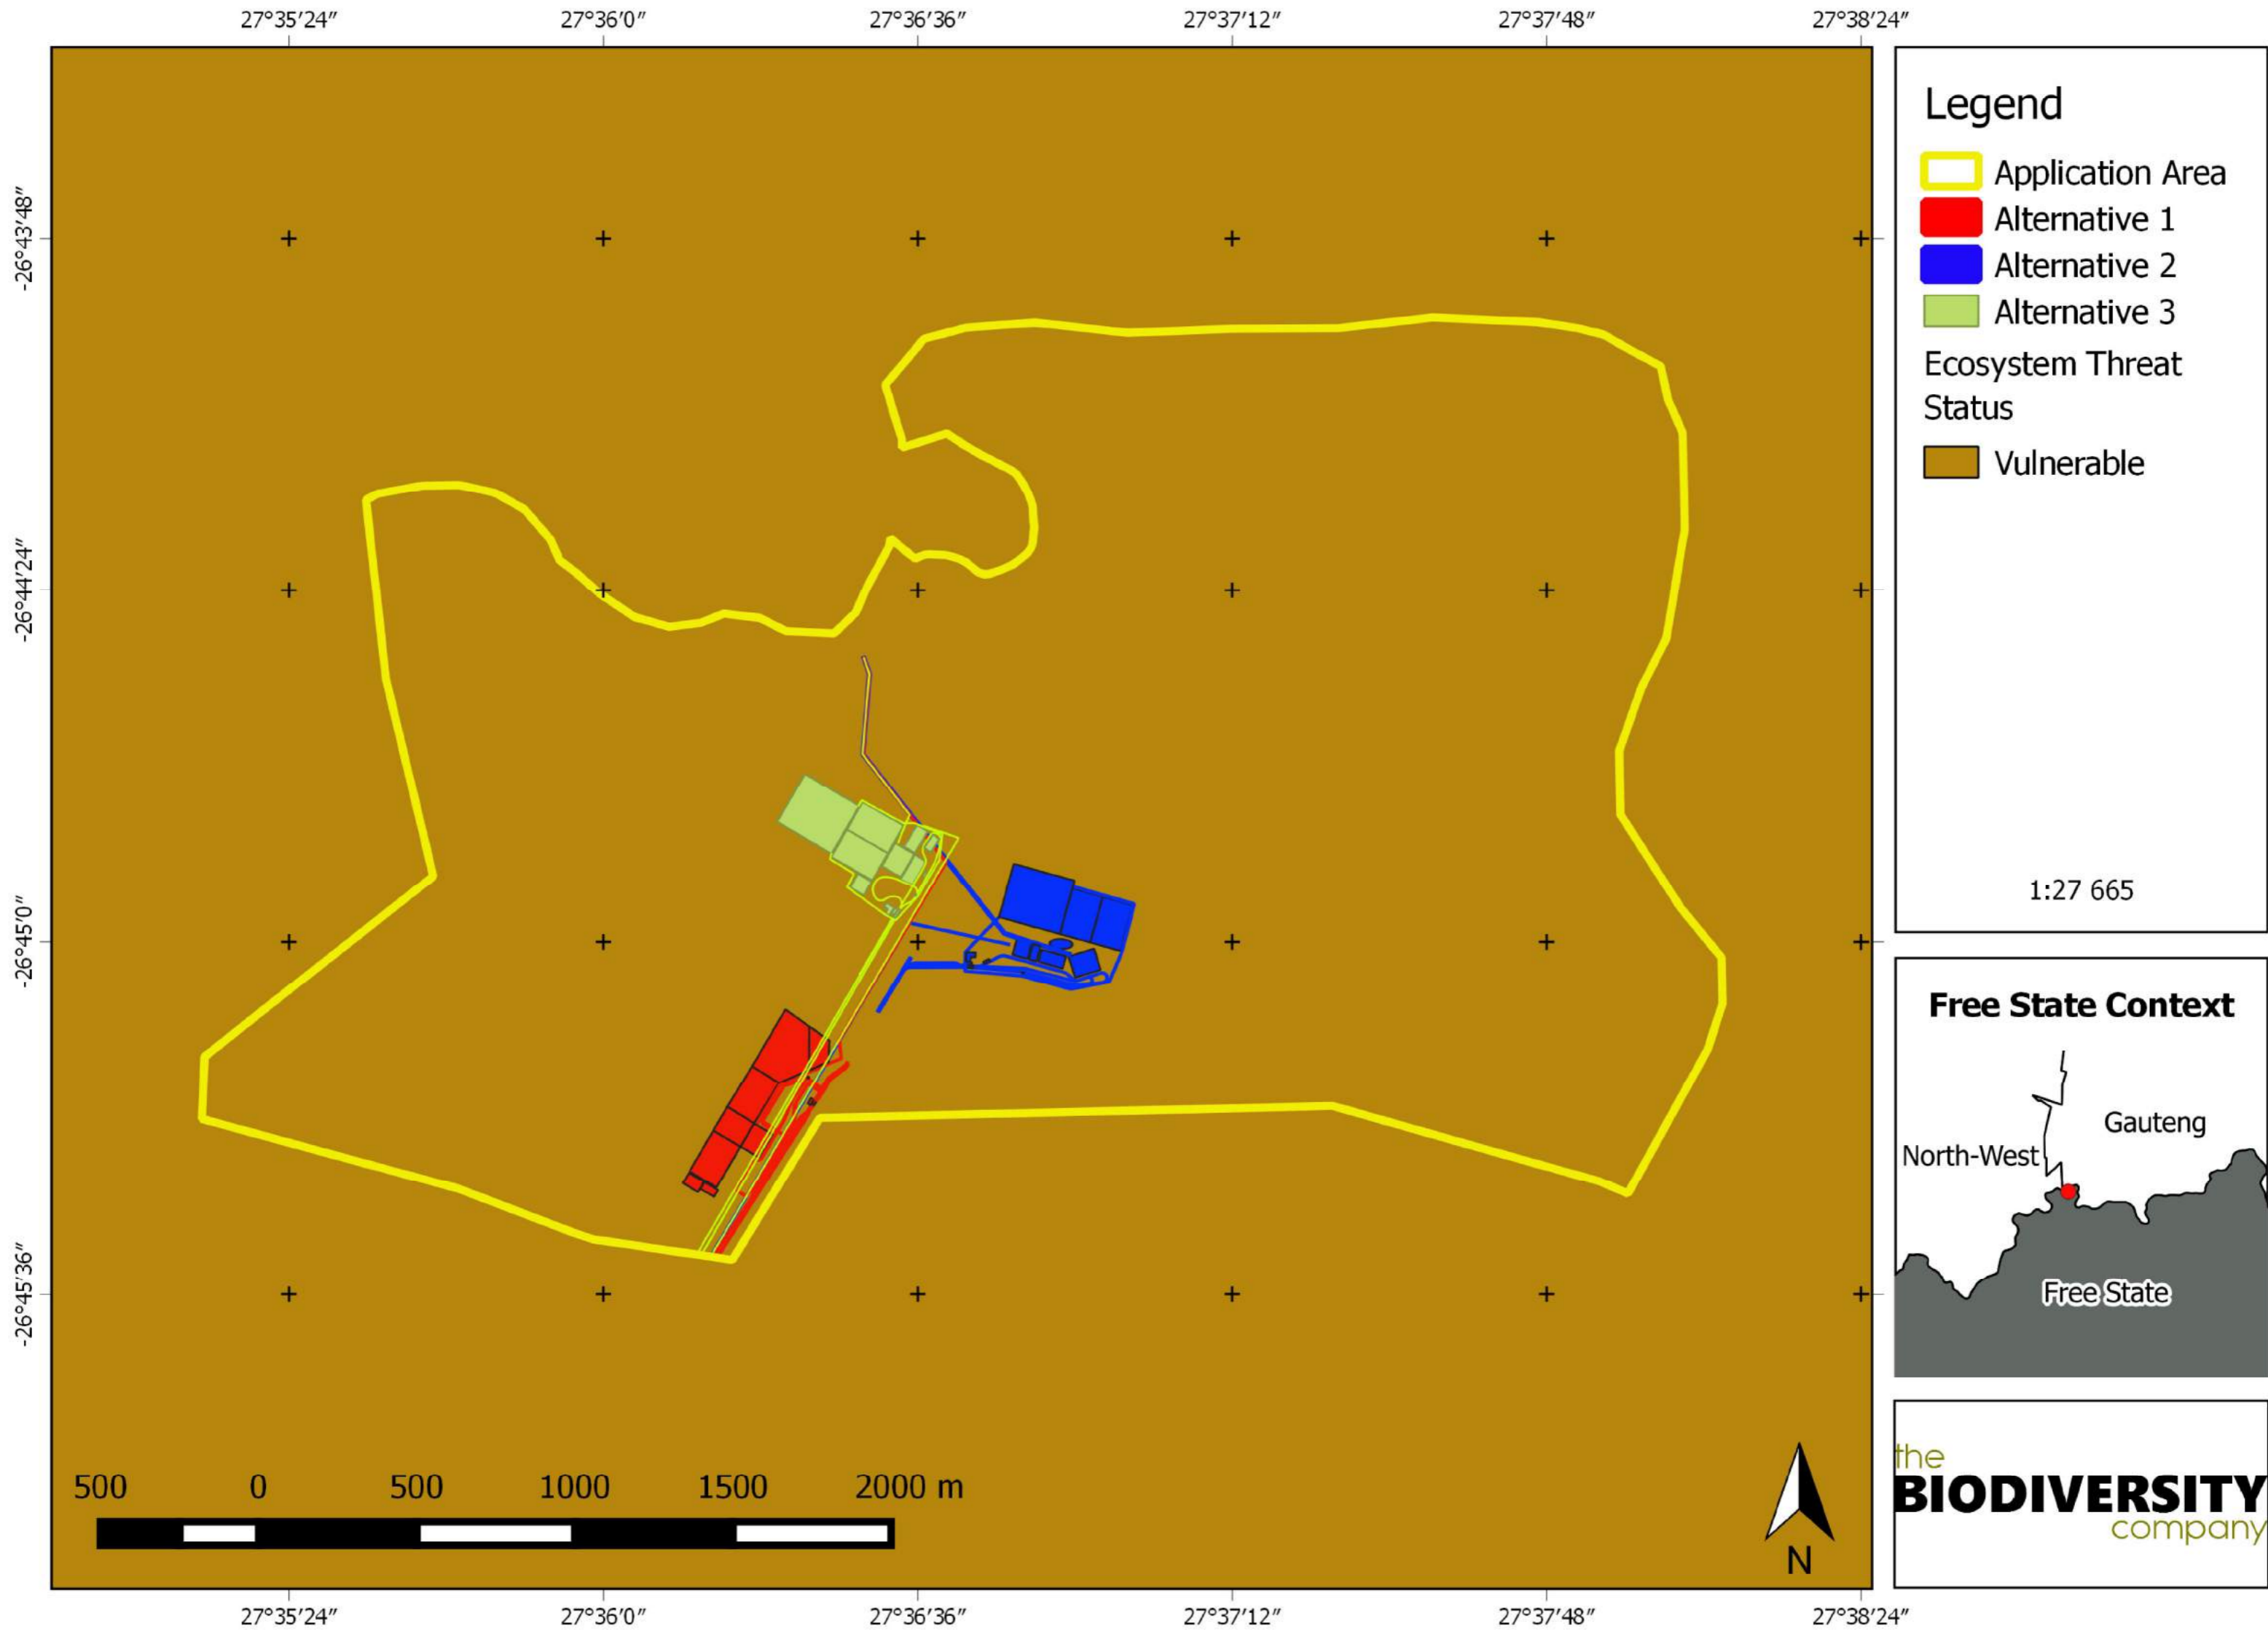 27°35′24″ 27°36′0″ 27°36′36″ 27°37′12″ 27°37′48″ 27°38′24″
-26°43′48″
-26°44′24″
-26°45′0″
-26°45′36″
Legend
Application Area
Alternative 1
Alternative 2
Alternative 3
Ecosystem Threat
Status
Vulnerable
1:27 665
Free State Context
Gauteng
North-West
Free State
500 0 500 1000 1500 2000 m
N
the
BIODIVERSITY
company
27°35′24″ 27°36′0″ 27°36′36″ 27°37′12″ 27°37′48″ 27°38′24″